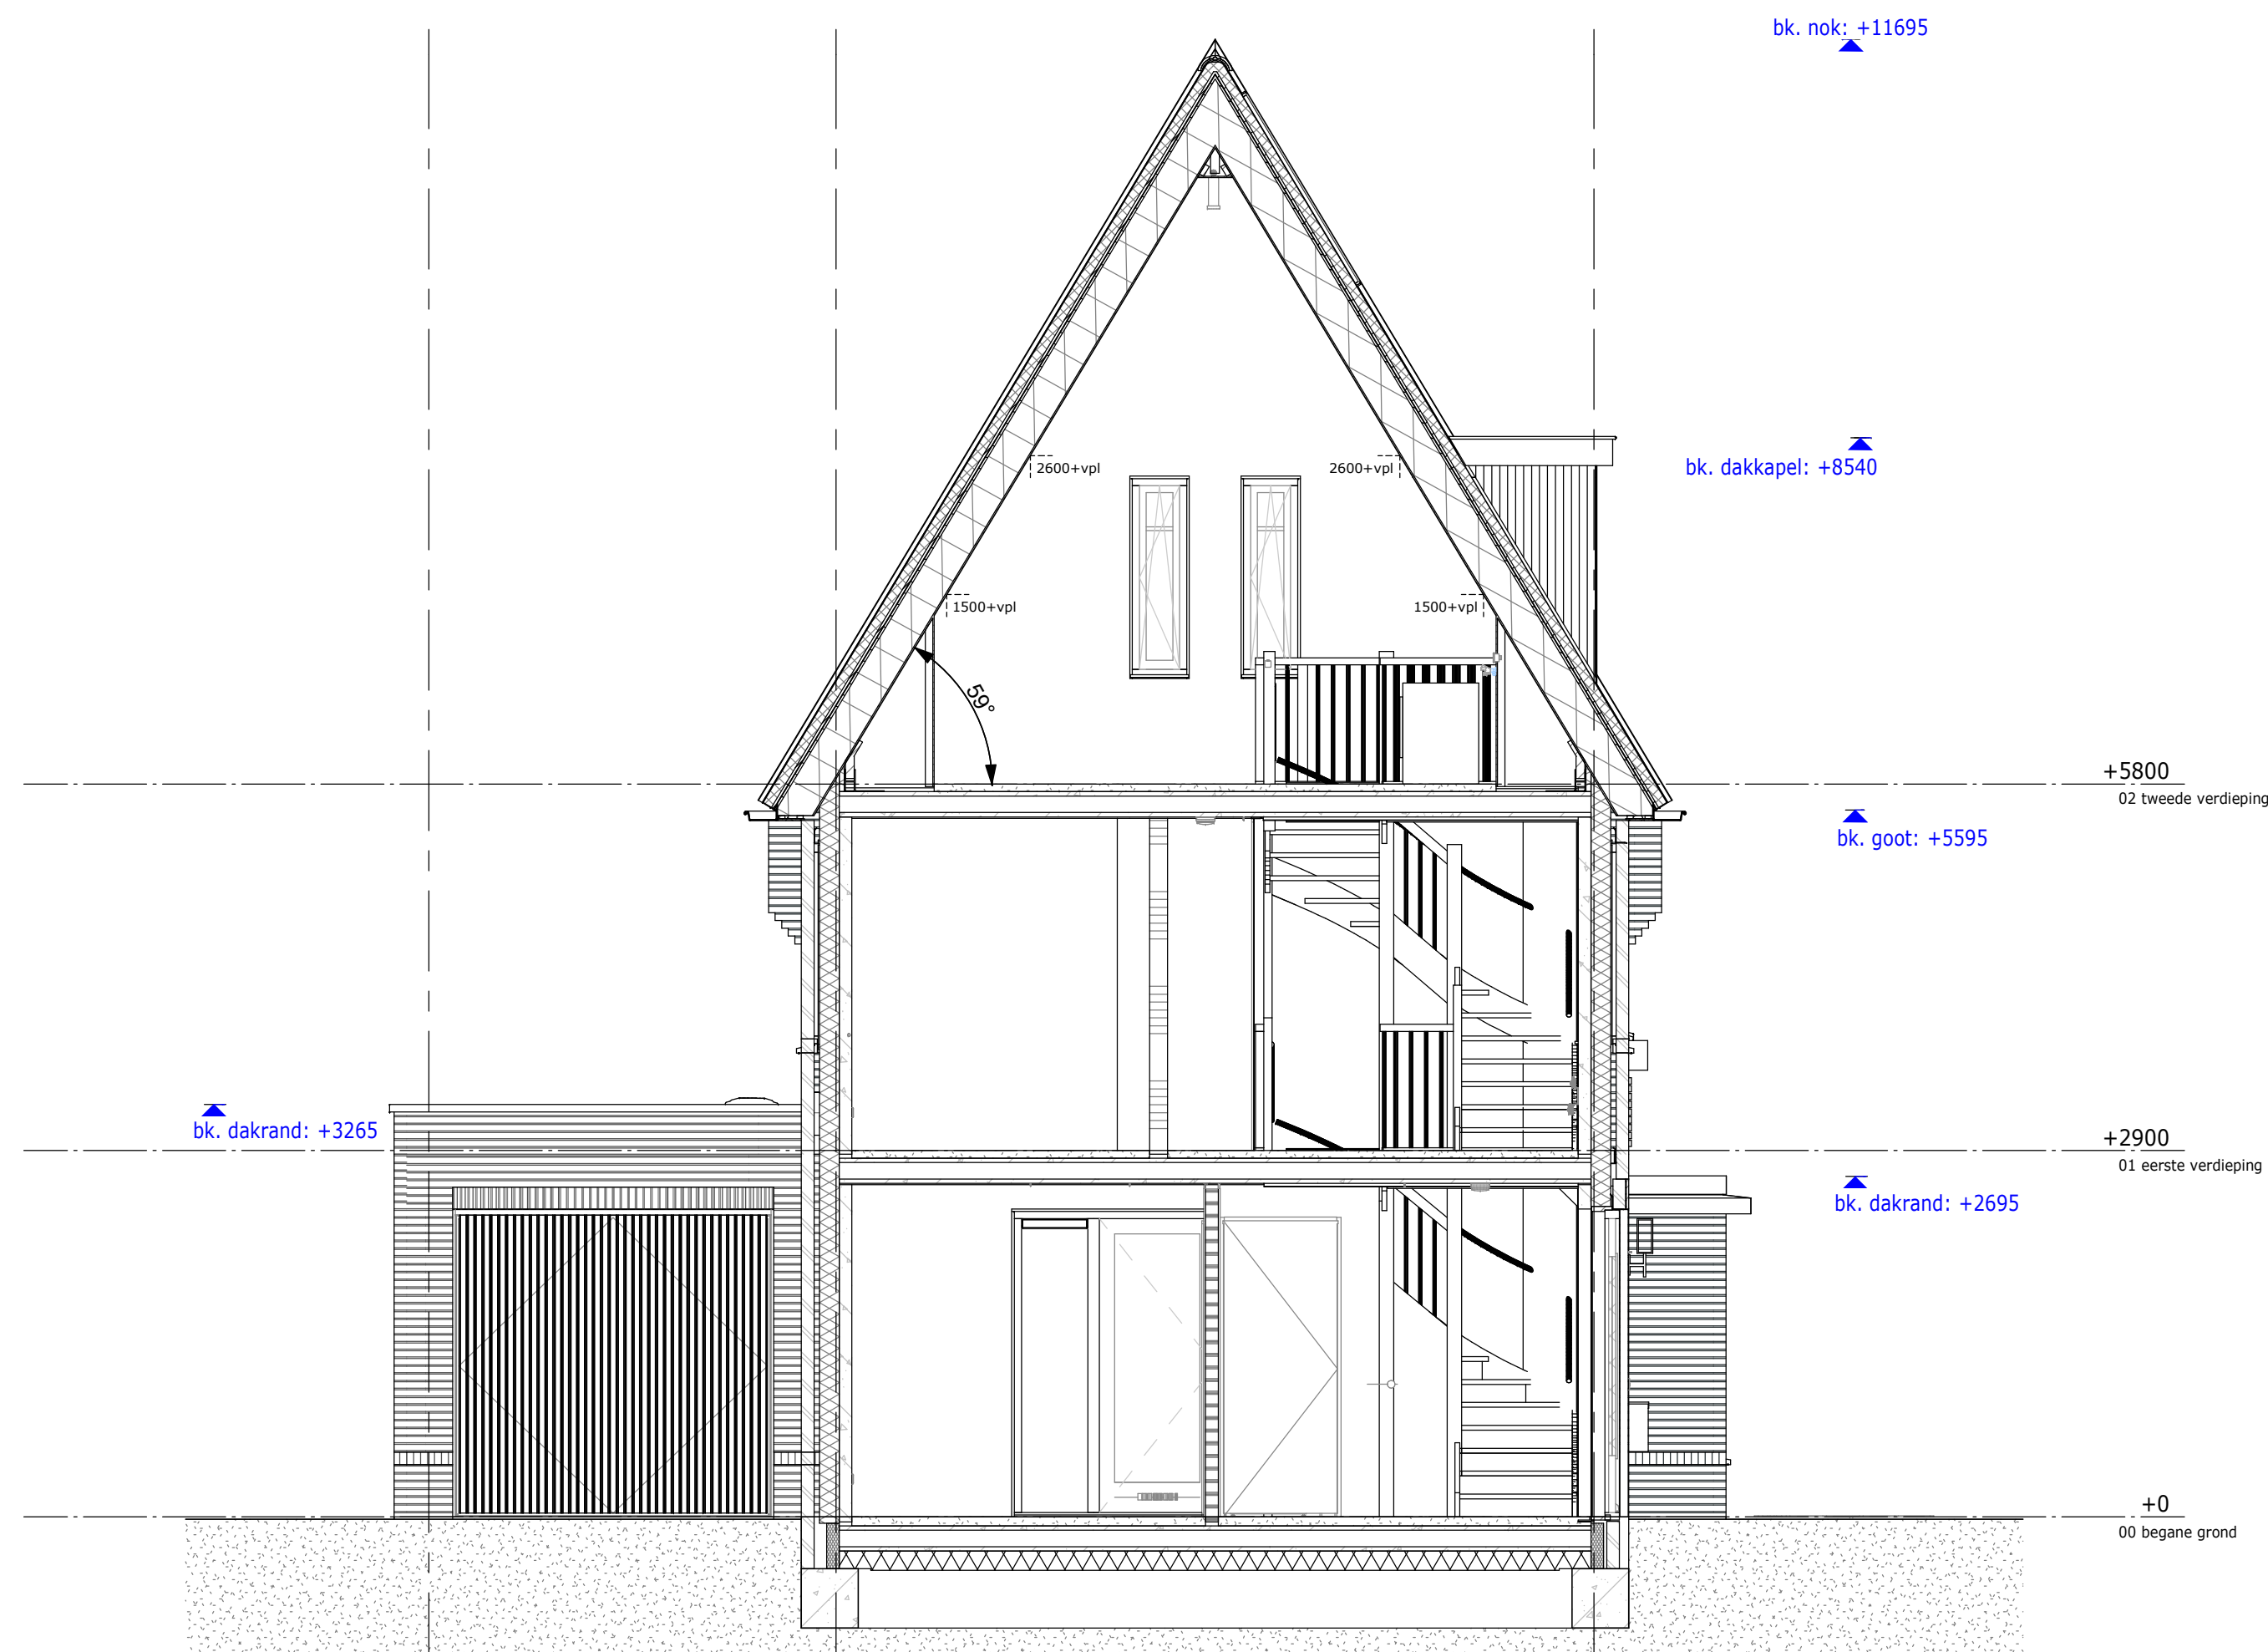 bk. nok: +11695
bk. dakkapel: +8540
2600+vpl
2600+vpl
1500+vpl
1500+vpl
59°
+5800
02 tweede verdieping
bk. goot: +5595
bk. dakrand: +3265
+2900
01 eerste verdieping
bk. dakrand: +2695
+0
00 begane grond